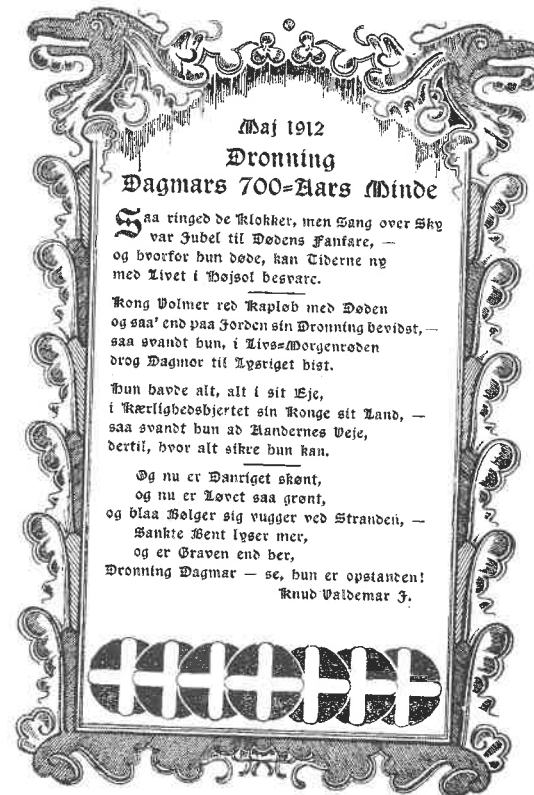 Maj 1912
Dronning
Dagmars 700=Aars Minde
Saa ringed de Klokker, men Sang over Sky
var Jubel til Dødens Fanfare, —
og hvorfor hun døde, kan Tiderne ny
med Livet i Højsol besvare.
Kong Volmer red Kapløb med Døden
og saa' end paa Jorden sin Dronning bevidst, —
saa svandt hun, i Livs=Morgenrøden
drog Dagmor til Lysriget hist.
Hun havde alt, alt i sit Eje,
i Kærlighedshjertet sin Konge sit Land, —
saa svandt hun ad Aandernes Veje,
dertil, hvor alt sikre hun kan.
Og nu er Danriget skønt,
og nu er Løvet saa grønt,
og blaa Bølger sig vugger ved Stranden, —
Sankte Bent lyser mer,
og er Graven end her,
Dronning Dagmar — se, hun er opstanden!
Knud Valdemar J.